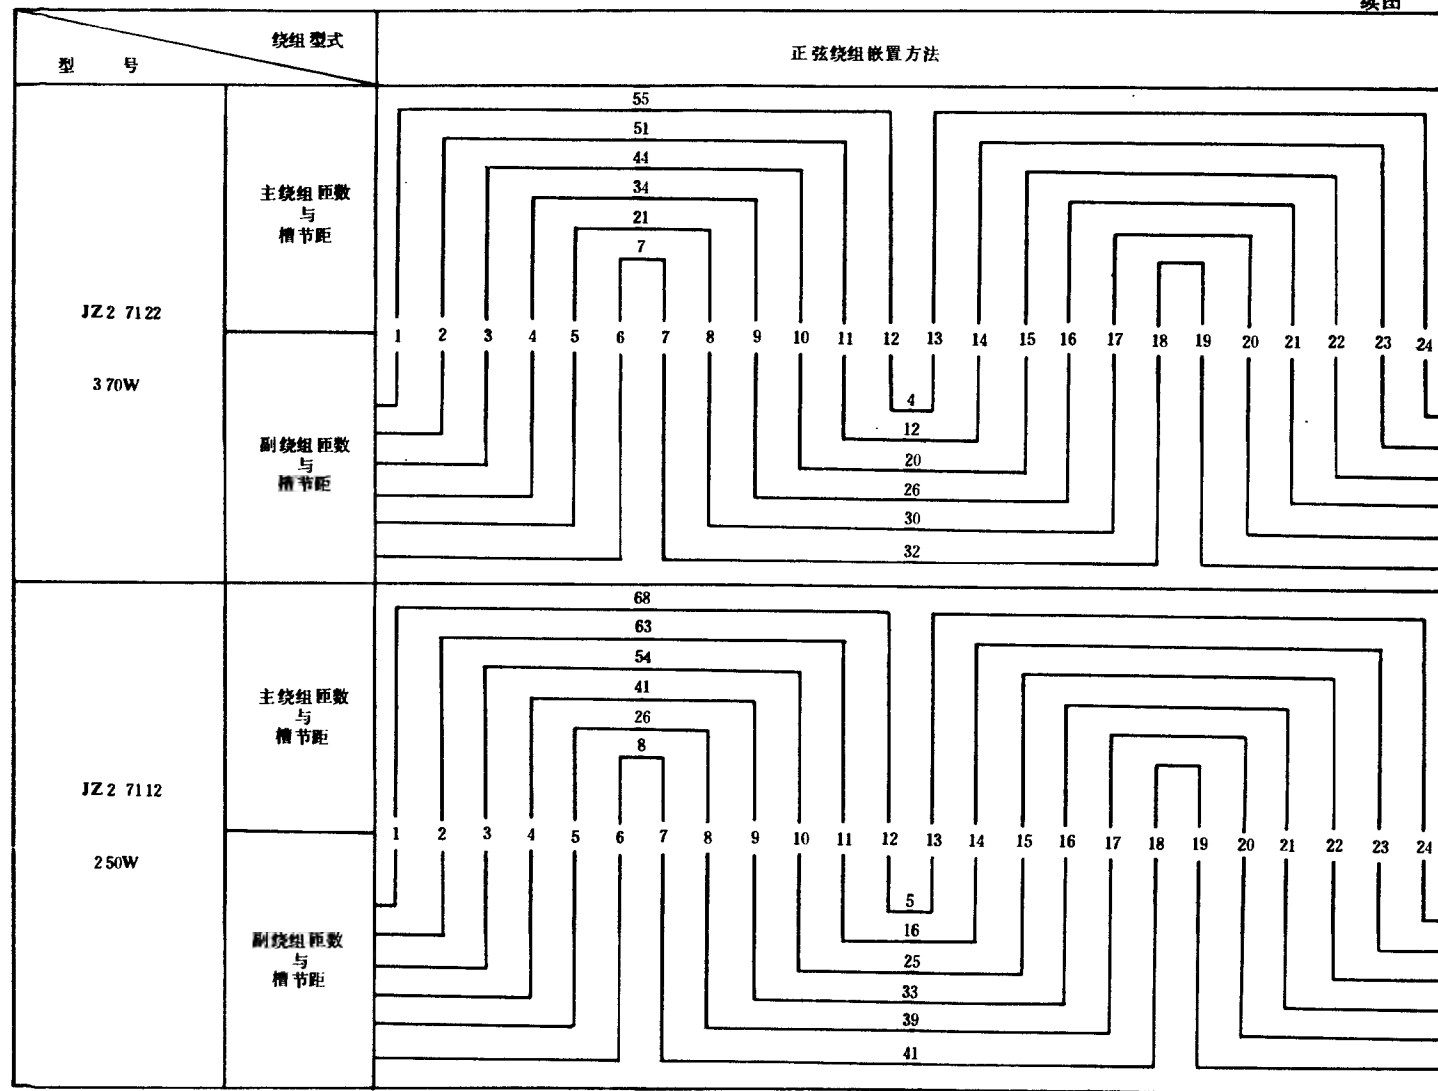 续图
绕组型式
型 号
正弦绕组嵌置方法
JZ2 7122
370W
主绕组匝数
与
槽节距
副绕组匝数
与
槽节距
55
51
44
34
21
7
1 2 3 4 5 6 7 8 9 10 11 12 13 14 15 16 17 18 19 20 21 22 23 24
4
12
20
26
30
32
JZ2 7112
250W
主绕组匝数
与
槽节距
副绕组匝数
与
槽节距
68
63
54
41
26
8
1 2 3 4 5 6 7 8 9 10 11 12 13 14 15 16 17 18 19 20 21 22 23 24
5
16
25
33
39
41